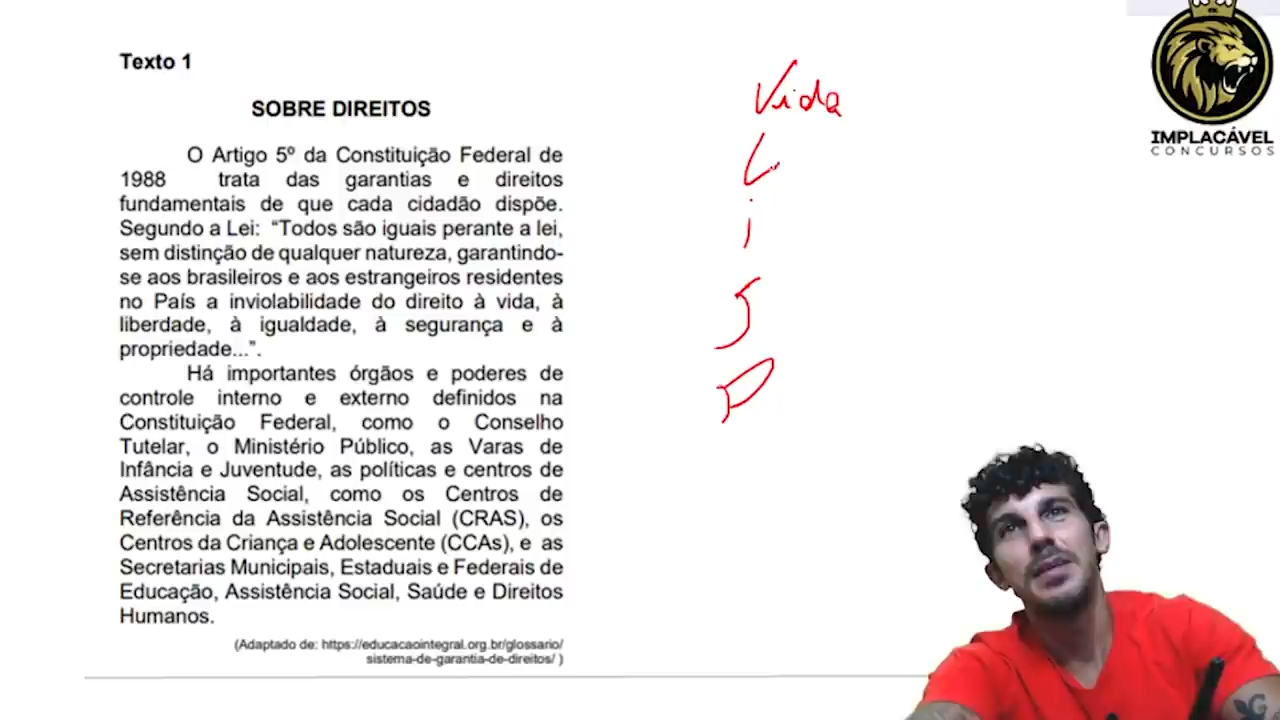 Texto 1
SOBRE DIREITOS
O Artigo 5º da Constituição Federal de
1988 trata das garantias e direitos
fundamentais de que cada cidadão dispõe.
Segundo a Lei: “Todos são iguais perante a lei,
sem distinção de qualquer natureza, garantindo-
se aos brasileiros e aos estrangeiros residentes
no País a inviolabilidade do direito à vida, à
liberdade, à igualdade, à segurança e à
propriedade...”.
Há importantes órgãos e poderes de
controle interno e externo definidos na
Constituição Federal, como o Conselho
Tutelar, o Ministério Público, as Varas de
Infância e Juventude, as políticas e centros de
Assistência Social, como os Centros de
Referência da Assistência Social (CRAS), os
Centros da Criança e Adolescente (CCAs), e as
Secretarias Municipais, Estaduais e Federais de
Educação, Assistência Social, Saúde e Direitos
Humanos.
(Adaptado de: https://educacaointegral.org.br/glossario/
sistema-de-garantia-de-direitos/ )
Vida
L
i
S
P
IMPLACÁVEL
CONCURSOS